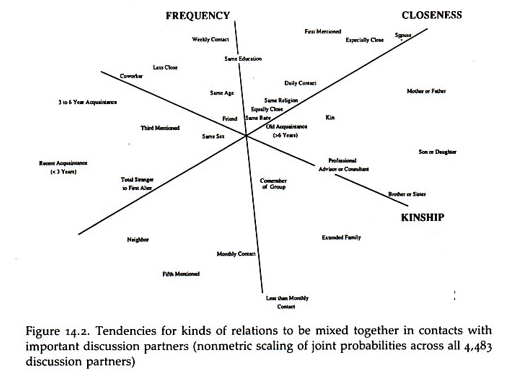 FREQUENCY
CLOSENESS
Weekly Contact
First Mentioned
Especially Close
Spouse
Same Education
Less Close
Coworker
Daily Contact
Same Age
Mother or Father
3 to 6 Year Acquaintance
Same Religion
Equally Close
Friend
Same Race
Kin
Old Acquaintance
(>6 Years)
Third Mentioned
Same Sex
Son or Daughter
Recent Acquaintance
(< 3 Years)
Professional
Advisor or Consultant
Total Stranger
to First Alter
Comember
of Group
Brother or Sister
KINSHIP
Neighbor
Extended Family
Monthly Contact
Fifth Mentioned
Less than Monthly
Contact
Figure 14.2. Tendencies for kinds of relations to be mixed together in contacts with
important discussion partners (nonmetric scaling of joint probabilities across all 4,483
discussion partners)